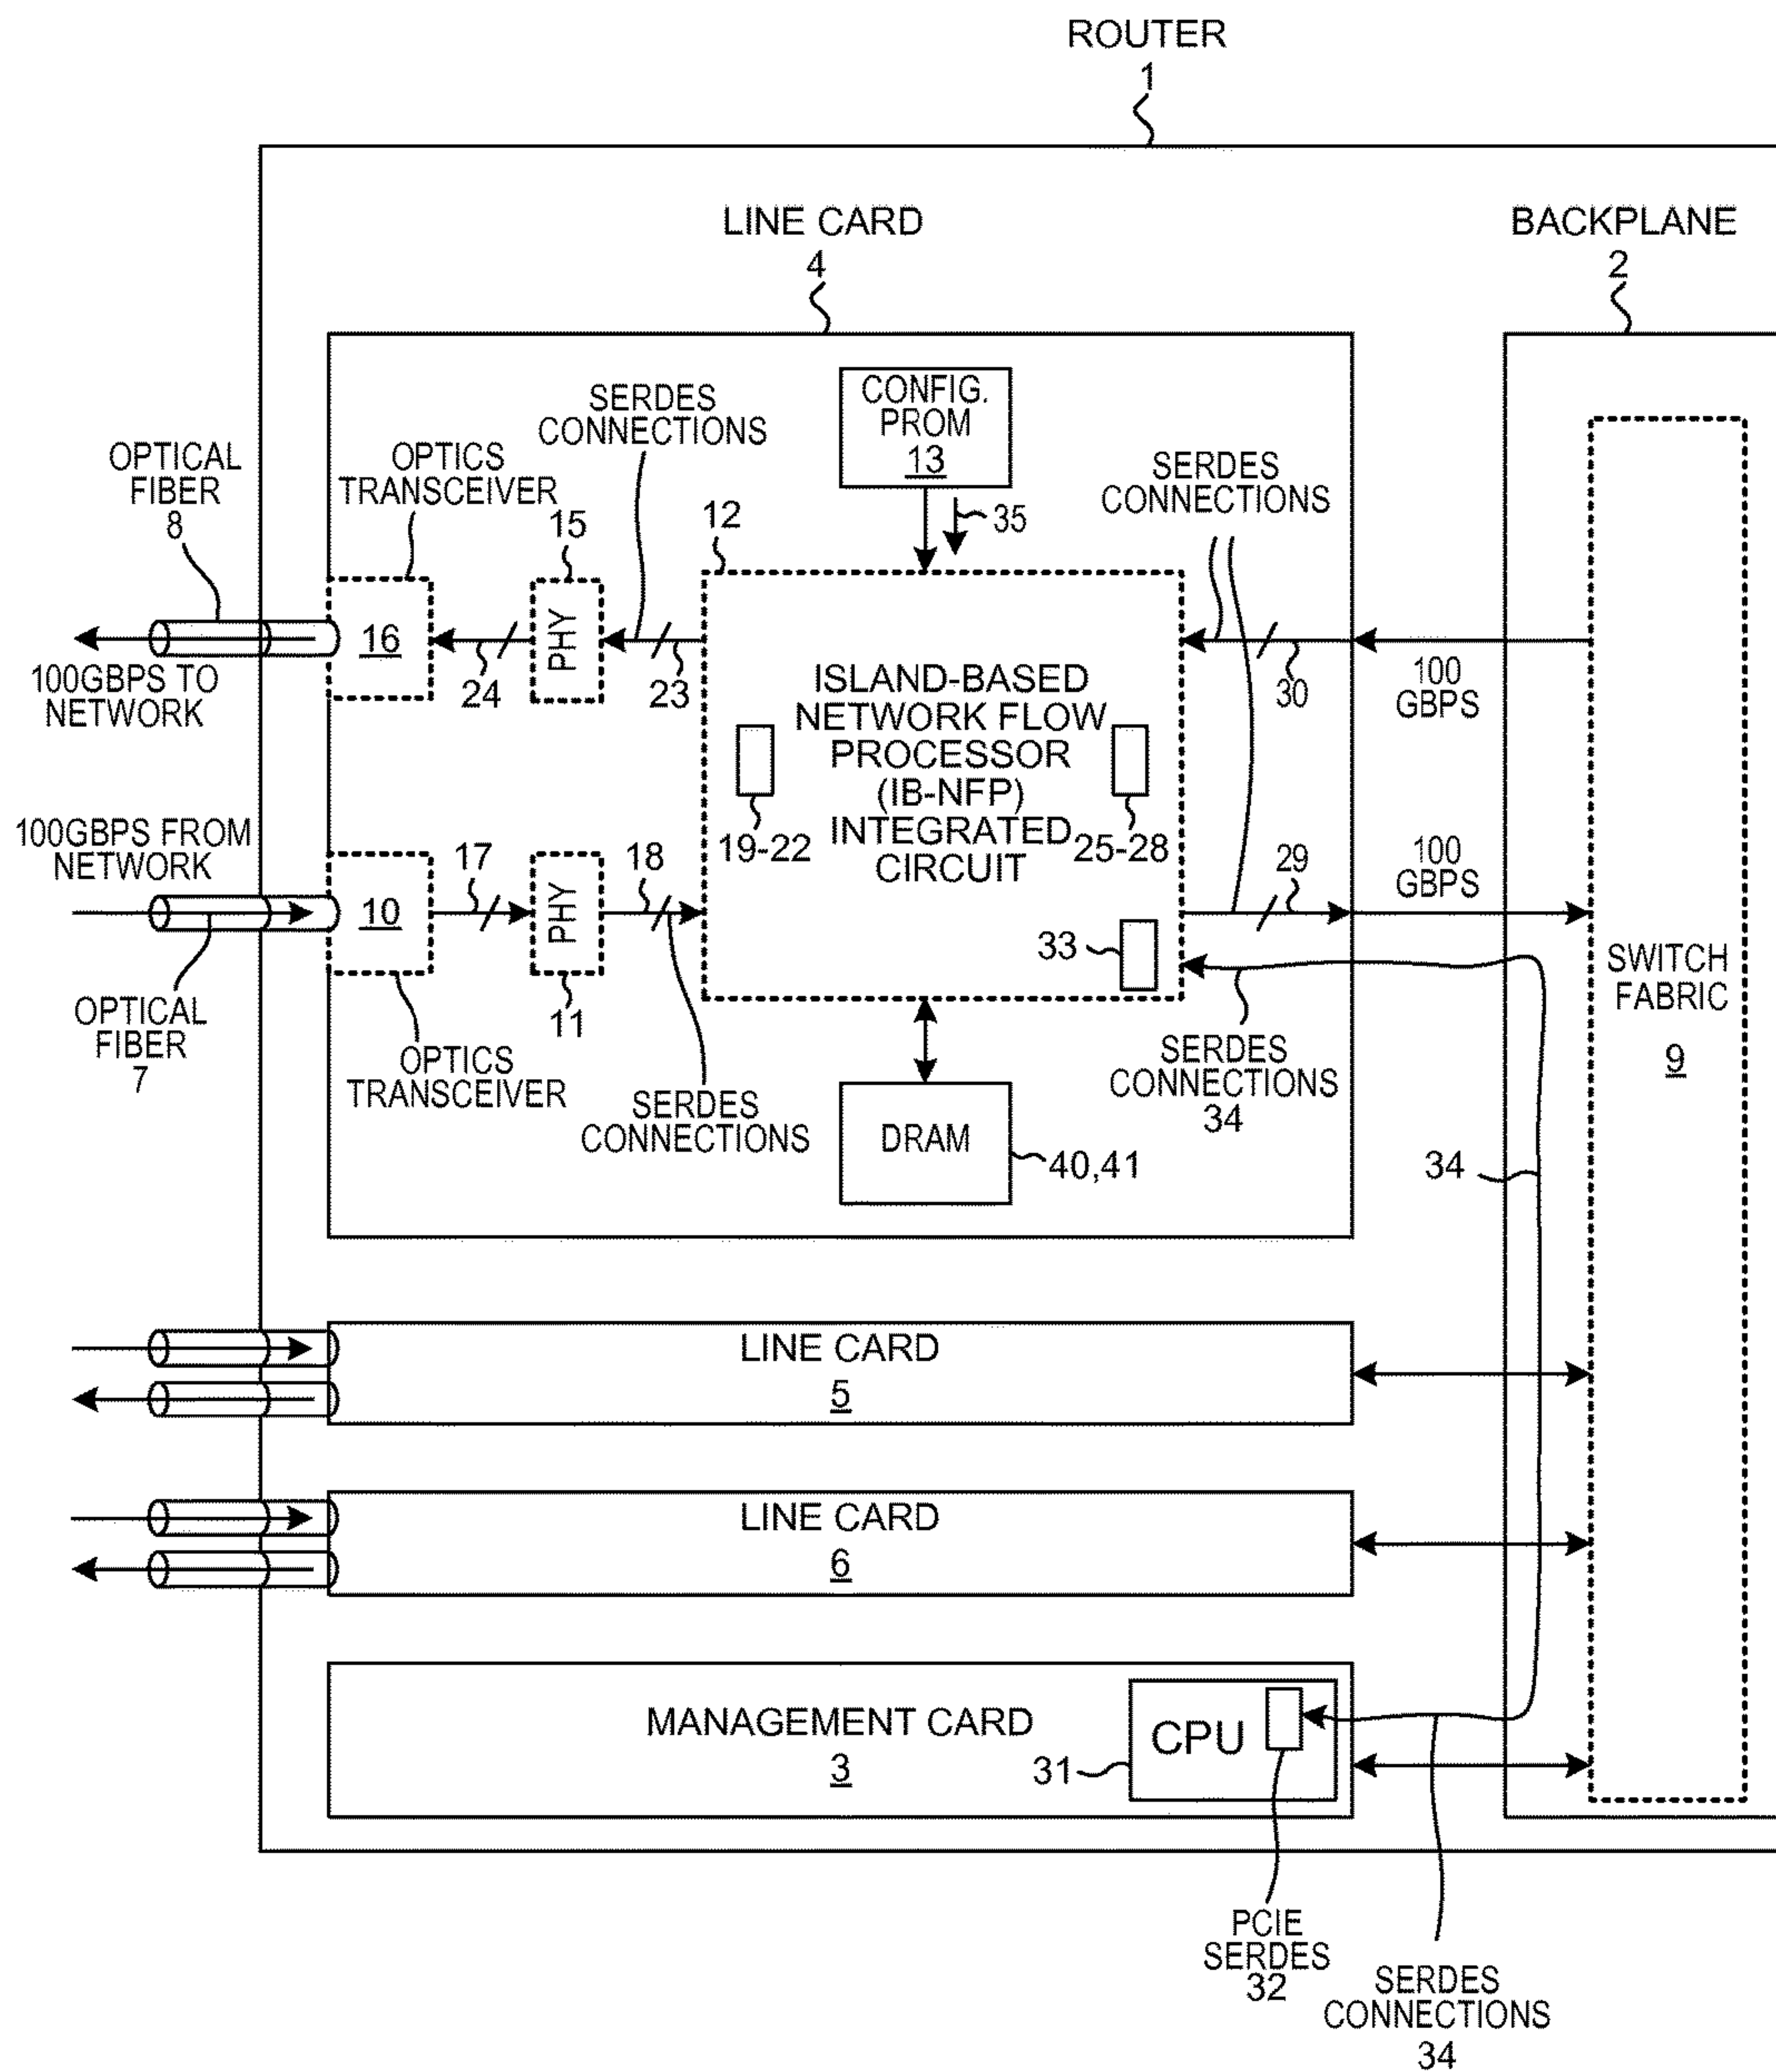 ROUTER
1
LINE CARD
4
BACKPLANE
2
CONFIG.
PROM
13
SERDES
CONNECTIONS
OPTICAL
FIBER
8
OPTICS
TRANSCEIVER
15
12
35
SERDES
CONNECTIONS
16
PHY
24
23
100GBPS TO
NETWORK
ISLAND-BASED
NETWORK FLOW
PROCESSOR
(IB-NFP)
INTEGRATED
CIRCUIT
19-22
25-28
30
100
GBPS
100GBPS FROM
NETWORK
17
18
29
100
GBPS
10
PHY
11
33
OPTICAL
FIBER
7
OPTICS
TRANSCEIVER
SERDES
CONNECTIONS
SERDES
CONNECTIONS
34
SWITCH
FABRIC
9
DRAM
40,41
34
LINE CARD
5
LINE CARD
6
MANAGEMENT CARD
3
31
CPU
PCIE
SERDES
32
SERDES
CONNECTIONS
34